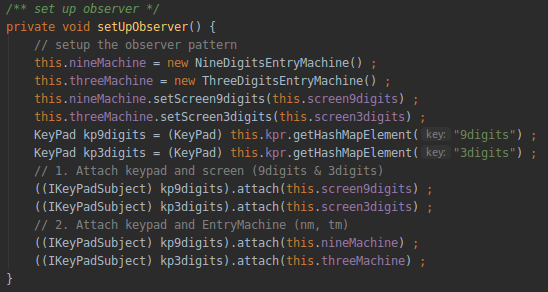 /** set up observer */
private void setUpObserver() {
// setup the observer pattern
this.nineMachine = new NineDigitsEntryMachine() ;
this.threeMachine = new ThreeDigitsEntryMachine() ;
this.nineMachine.setScreen9digits(this.screen9digits) ;
this.threeMachine.setScreen3digits(this.screen3digits) ;
KeyPad kp9digits = (KeyPad) this.kpr.getHashMapElement( key: "9digits") ;
KeyPad kp3digits = (KeyPad) this.kpr.getHashMapElement( key: "3digits") ;
// 1. Attach keypad and screen (9digits & 3digits)
((IKeyPadSubject) kp9digits).attach(this.screen9digits) ;
((IKeyPadSubject) kp3digits).attach(this.screen3digits) ;
// 2. Attach keypad and EntryMachine (nm, tm)
((IKeyPadSubject) kp9digits).attach(this.nineMachine) ;
((IKeyPadSubject) kp3digits).attach(this.threeMachine) ;
}